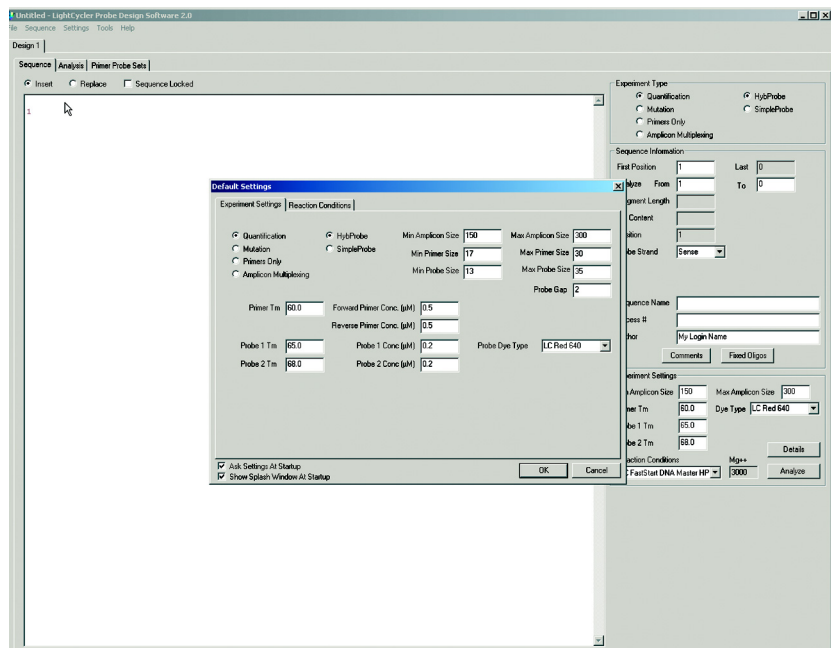 Untitled - LightCycler Probe Design Software 2.0
File Sequence Settings Tools Help
Design 1
Sequence Analysis Primer Probe Sets
Insert Replace Sequence Locked
1
Experiment Type
Quantification HybProbe
Mutation SimpleProbe
Primers Only
Amplicon Multiplexing
Sequence Information
First Position 1 Last 0
From 1 To 0
Length
Content
1
Strand Sense
Name
#
My Login Name
Comments Fixed Oligos
Settings
Amplicon Size 150 Max Amplicon Size 300
Tm 60.0 Dye Type LC Red 640
1 Tm 65.0
2 Tm 68.0
Details
Conditions Mg++
FastStart DNA Master HP 3000 Analyze
Default Settings
Experiment Settings Reaction Conditions
Quantification HybProbe Min Amplicon Size 150 Max Amplicon Size 300
Mutation SimpleProbe Min Primer Size 17 Max Primer Size 30
Primers Only Min Probe Size 13 Max Probe Size 35
Amplicon Multiplexing
Probe Gap 2
Primer Tm 60.0 Forward Primer Conc. (µM) 0.5
Reverse Primer Conc. (µM) 0.5
Probe 1 Tm 65.0 Probe 1 Conc (µM) 0.2 Probe Dye Type LC Red 640
Probe 2 Tm 68.0 Probe 2 Conc (µM) 0.2
Ask Settings At Startup
Show Splash Window At Startup
OK Cancel